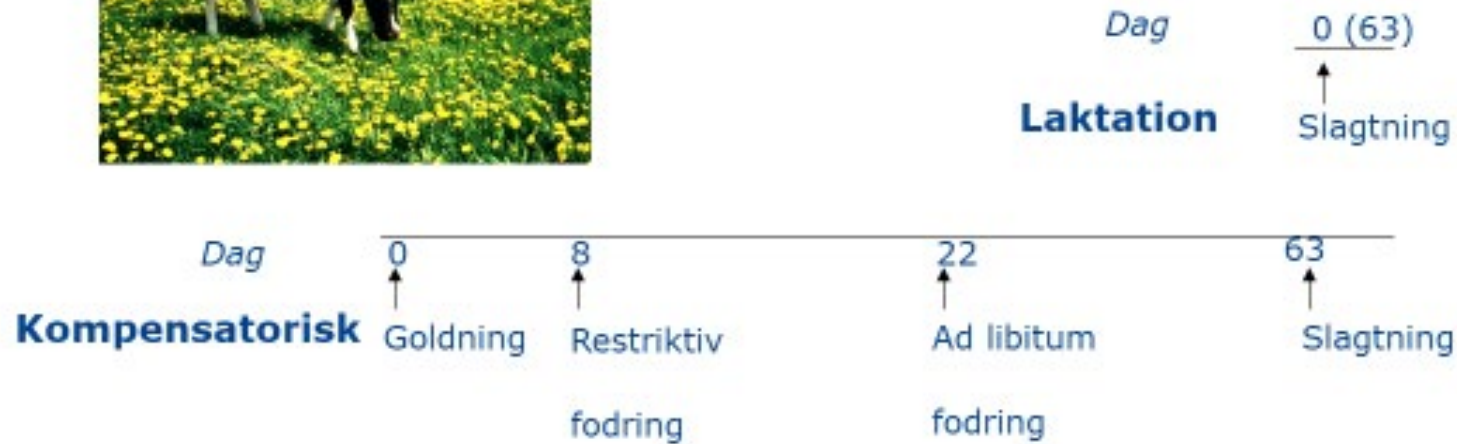 Dag 0 (63)
Laktation Slagtning
Dag 0 8 22 63
Kompensatorisk Goldning Restriktiv Ad libitum Slagtning
fodring fodring